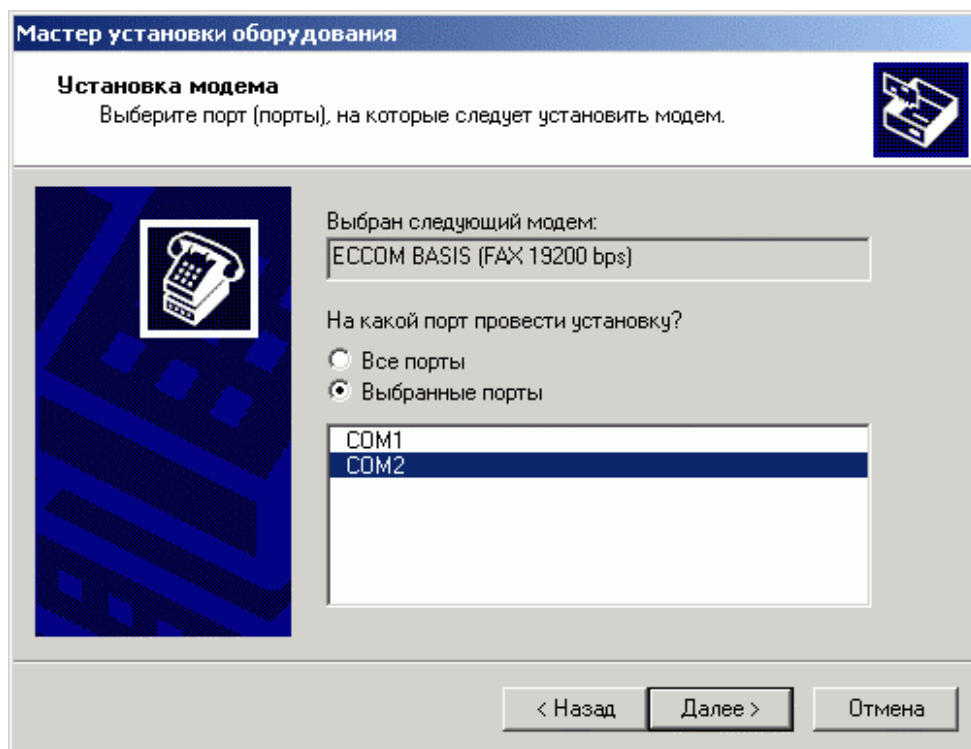 Мастер установки оборудования
Установка модема
Выберите порт (порты), на которые следует установить модем.
Выбран следующий модем:
ECCOM BASIS (FAX 19200 bps)
На какой порт провести установку?
Все порты
Выбранные порты
COM1
COM2
< Назад
Далее >
Отмена